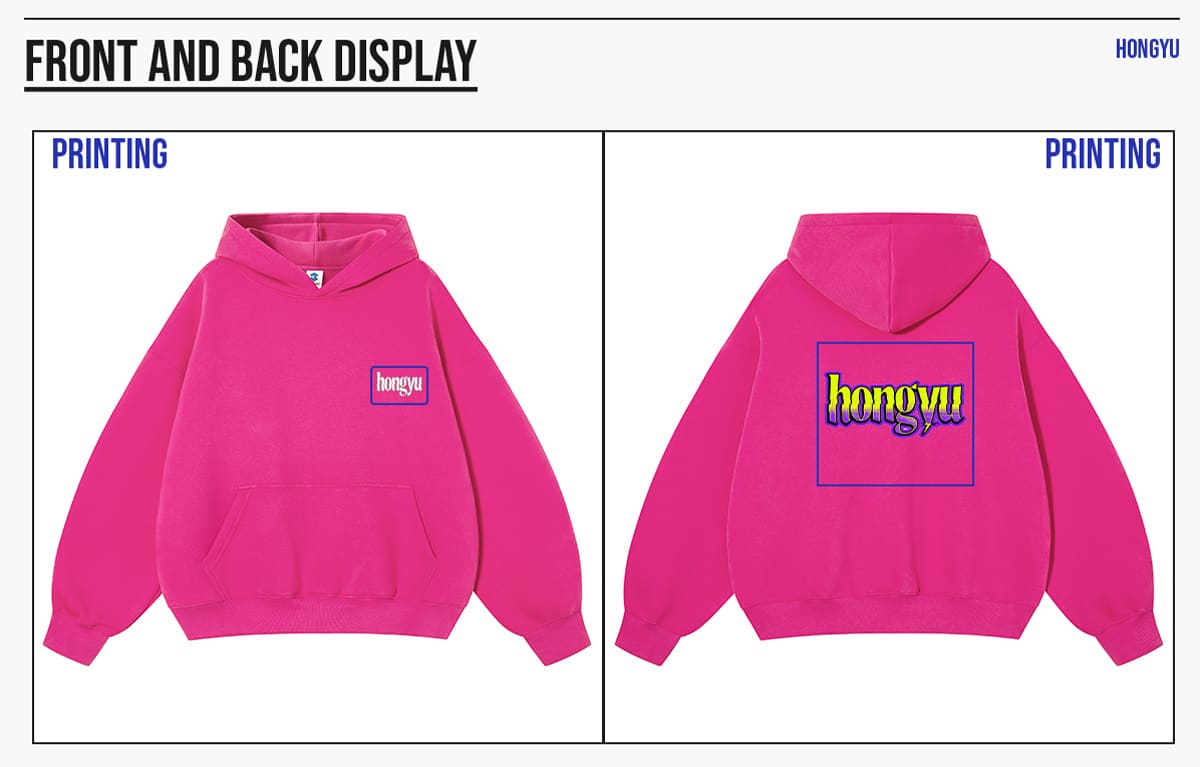 FRONT AND BACK DISPLAY
HONGYU
PRINTING
PRINTING
hongyu
hongyu